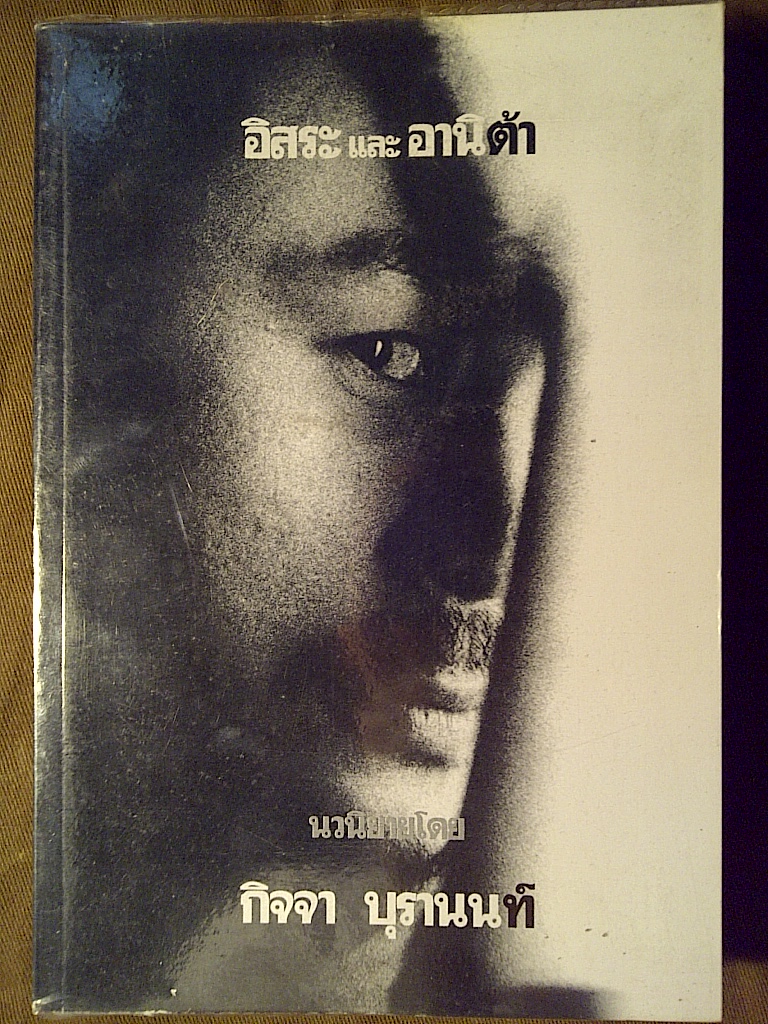 อิสระ และ อานิต้า
นวนิยายโดย
กิจจา บุรานนท์